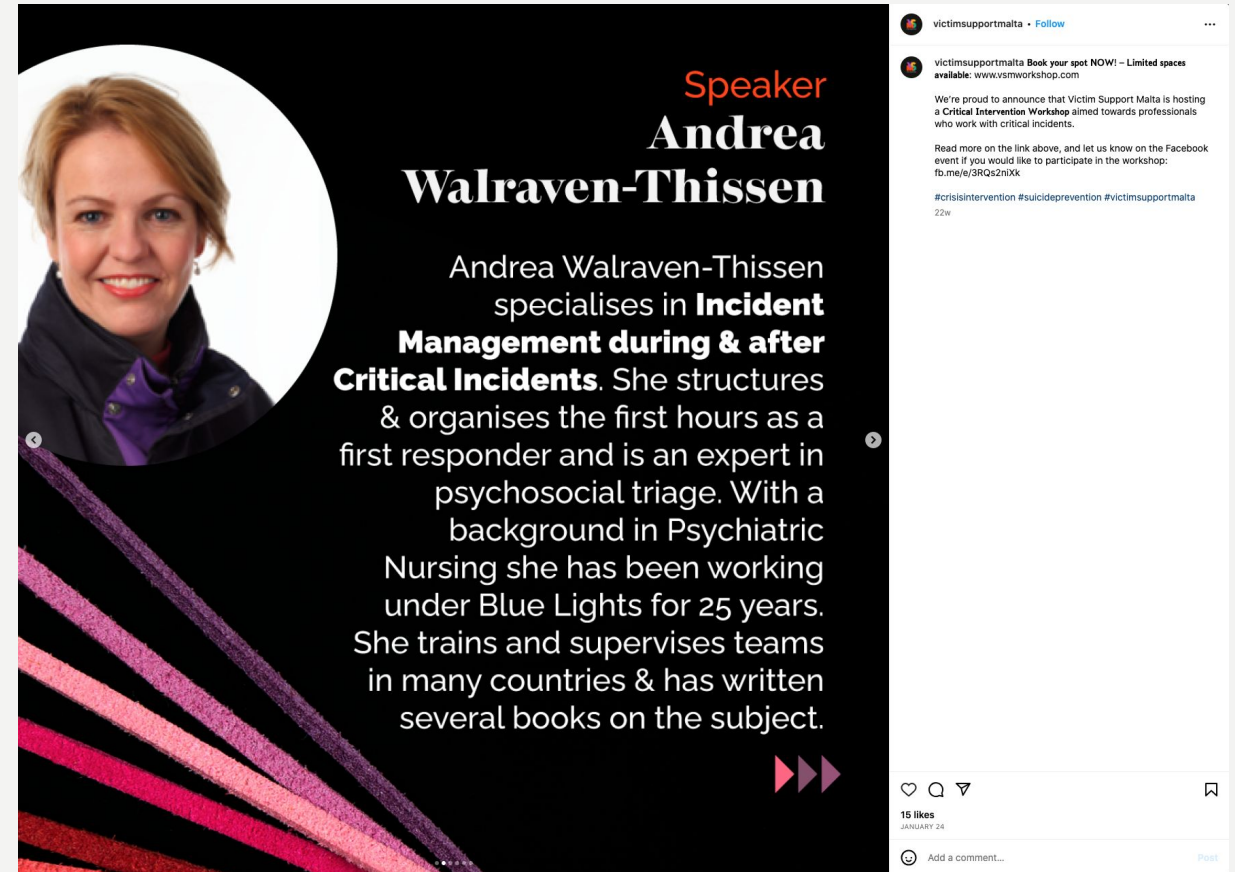 Speaker
Andrea
Walraven-Thissen
Andrea Walraven-Thissen
specialises in Incident
Management during & after
Critical Incidents. She structures
& organises the first hours as a
first responder and is an expert in
psychosocial triage. With a
background in Psychiatric
Nursing she has been working
under Blue Lights for 25 years.
She trains and supervises teams
in many countries & has written
several books on the subject.
victimsupportmalta • Follow
victimsupportmalta Book your spot NOW! – Limited spaces
available: www.vsmworkshop.com
We're proud to announce that Victim Support Malta is hosting
a Critical Intervention Workshop aimed towards professionals
who work with critical incidents.
Read more on the link above, and let us know on the Facebook
event if you would like to participate in the workshop:
fb.me/e/3RQs2niXk
#crisisintervention #suicideprevention #victimsupportmalta
22w
15 likes
JANUARY 24
Add a comment...
Post